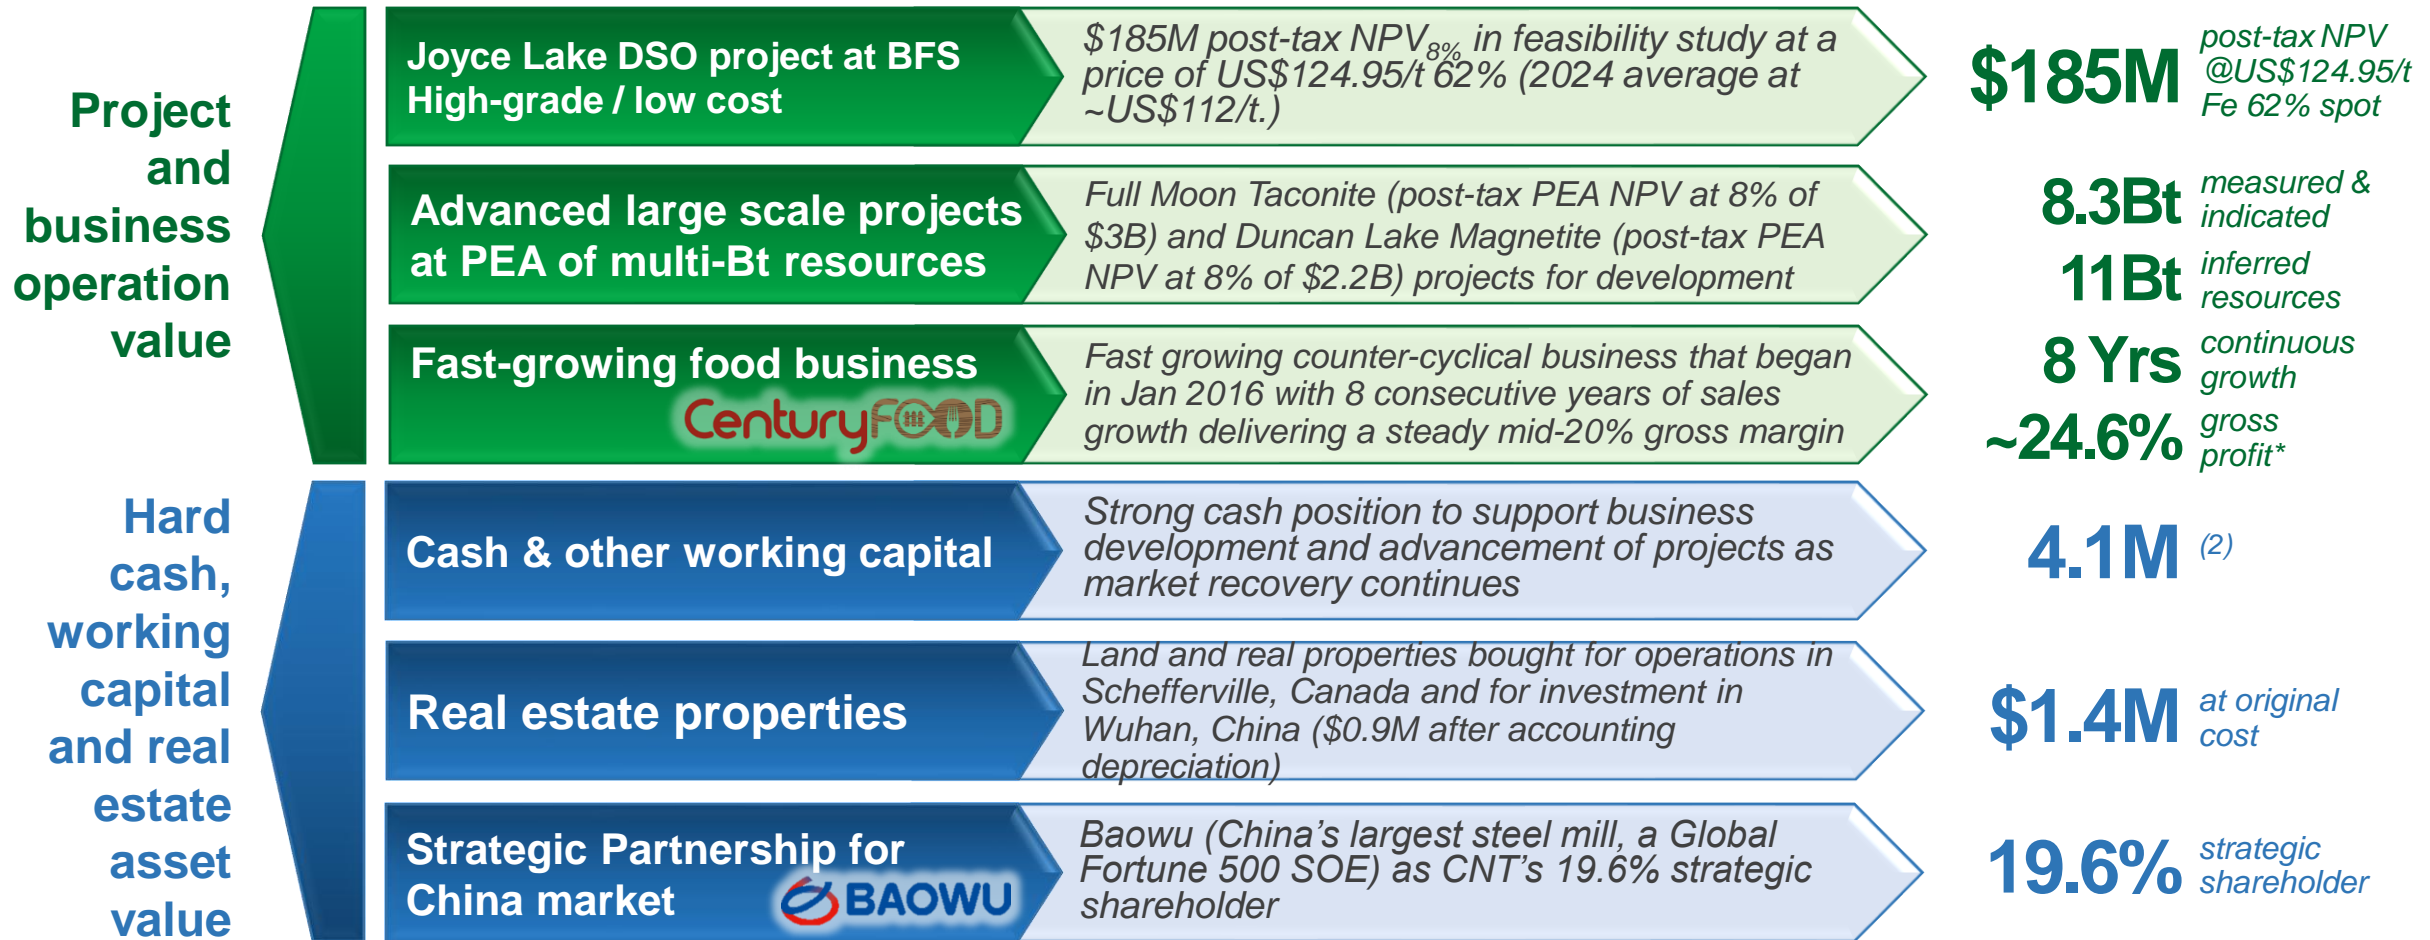 Project
and
business
operation
value
Joyce Lake DSO project at BFS
High-grade / low cost
$185M post-tax NPV8% in feasibility study at a
price of US$124.95/t 62% (2024 average at
~US$112/t.)
$185M
post-tax NPV
@US$124.95/t
Fe 62% spot
Advanced large scale projects
at PEA of multi-Bt resources
Full Moon Taconite (post-tax PEA NPV at 8% of
$3B) and Duncan Lake Magnetite (post-tax PEA
NPV at 8% of $2.2B) projects for development
8.3Bt
measured &
indicated
11Bt
inferred
resources
Fast-growing food business
CenturyFOOD
Fast growing counter-cyclical business that began
in Jan 2016 with 8 consecutive years of sales
growth delivering a steady mid-20% gross margin
8 Yrs
continuous
growth
~24.6%
gross
profit*
Hard
cash,
working
capital
and real
estate
asset
value
Cash & other working capital
Strong cash position to support business
development and advancement of projects as
market recovery continues
4.1M
(2)
Real estate properties
Land and real properties bought for operations in
Schefferville, Canada and for investment in
Wuhan, China ($0.9M after accounting
depreciation)
$1.4M
at original
cost
Strategic Partnership for
China market
BAOWU
Baowu (China’s largest steel mill, a Global
Fortune 500 SOE) as CNT’s 19.6% strategic
shareholder
19.6%
strategic
shareholder